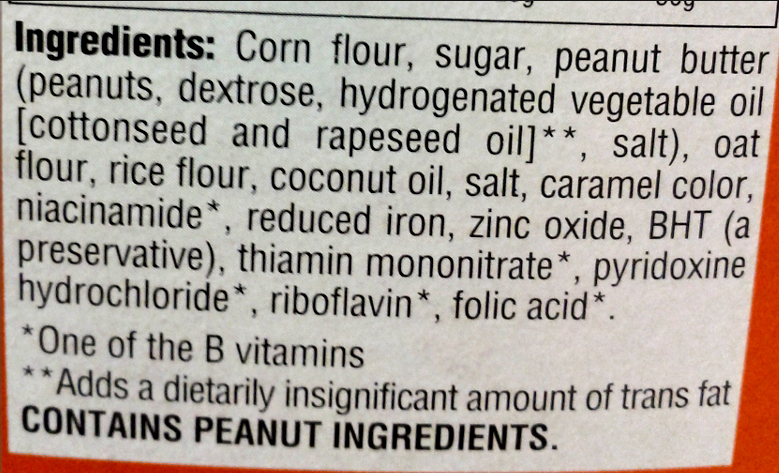 Ingredients: Corn flour, sugar, peanut butter
(peanuts, dextrose, hydrogenated vegetable oil
[cottonseed and rapeseed oil]**, salt), oat
flour, rice flour, coconut oil, salt, caramel color,
niacinamide*, reduced iron, zinc oxide, BHT (a
preservative), thiamin mononitrate*, pyridoxine
hydrochloride*, riboflavin*, folic acid*.
*One of the B vitamins
**Adds a dietarily insignificant amount of trans fat
CONTAINS PEANUT INGREDIENTS.